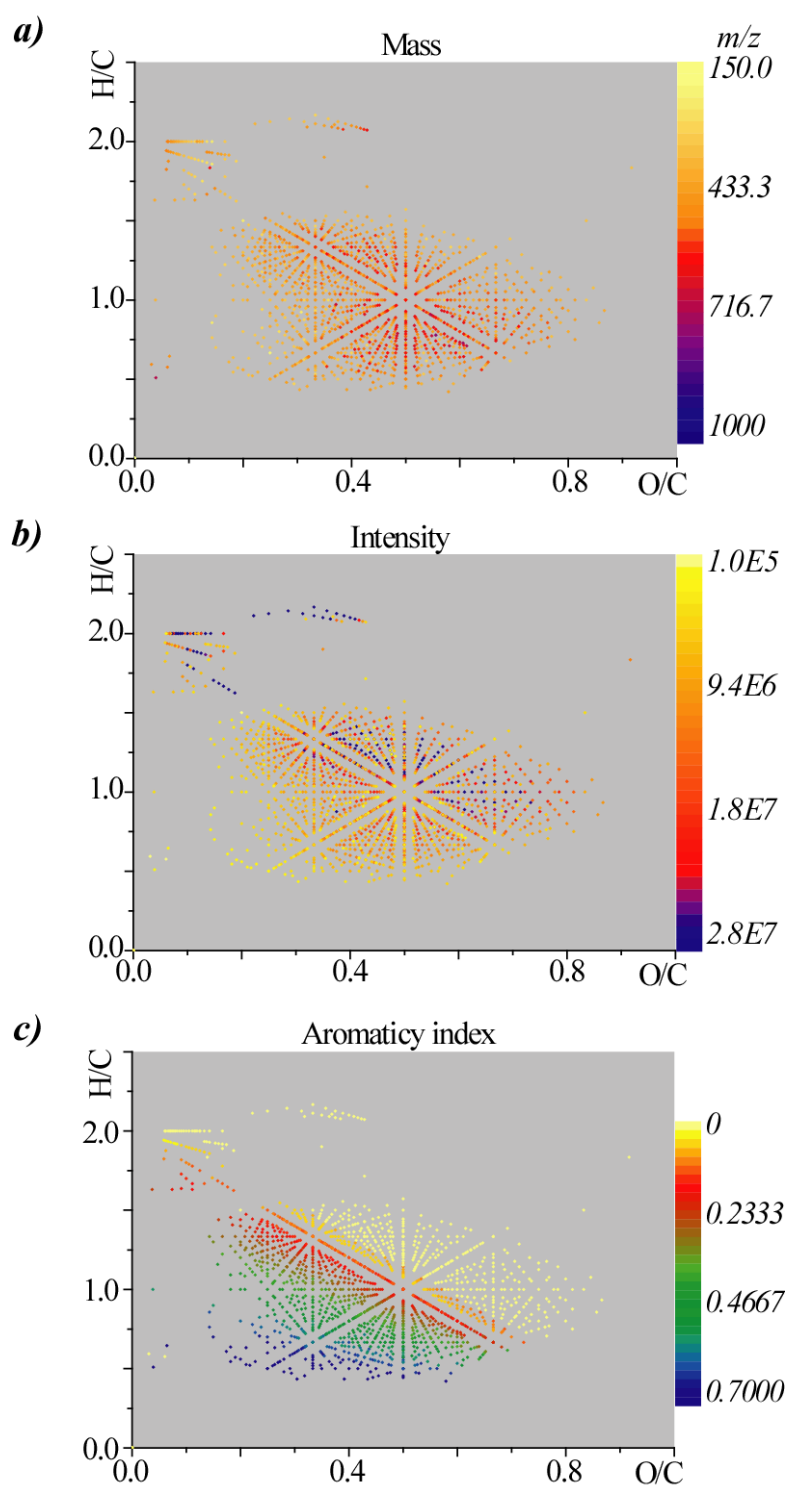 a)
Mass
m/z
H/C
150.0
2.0
433.3
1.0
716.7
1000
0.0
0.0
0.4
0.8
O/C
b)
Intensity
H/C
1.0E5
2.0
9.4E6
1.0
1.8E7
2.8E7
0.0
0.0
0.4
0.8
O/C
c)
Aromaticy index
H/C
0
2.0
0.2333
1.0
0.4667
0.7000
0.0
0.0
0.4
0.8
O/C